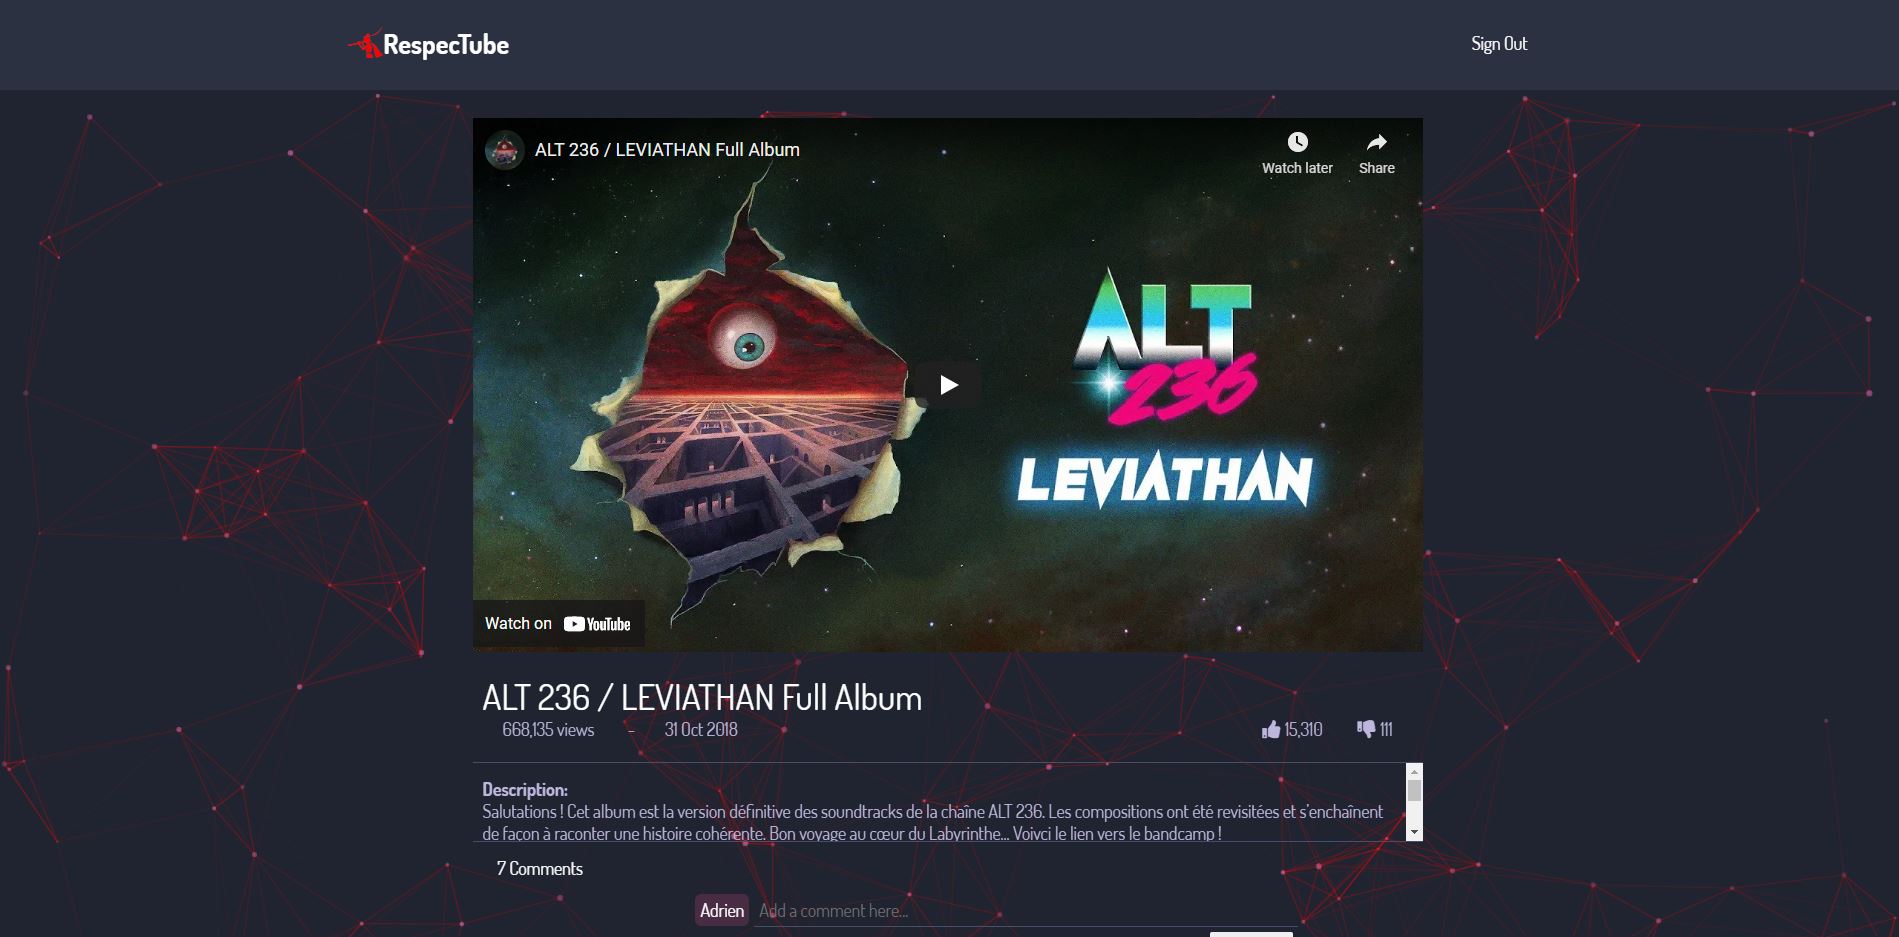 RespecTube
Sign Out
ALT 236 / LEVIATHAN Full Album
Watch later
Share
ALT
236
LEVIATHAN
Watch on YouTube
ALT 236 / LEVIATHAN Full Album
668,135 views - 31 Oct 2018
15,310
111
Description:
Salutations ! Cet album est la version définitive des soundtracks de la chaîne ALT 236. Les compositions ont été revisitées et s'enchaînent
de façon à raconter une histoire cohérente. Bon voyage au cœur du Labyrinthe... Voivci le lien vers le bandcamp !
7 Comments
Adrien
Add a comment here...